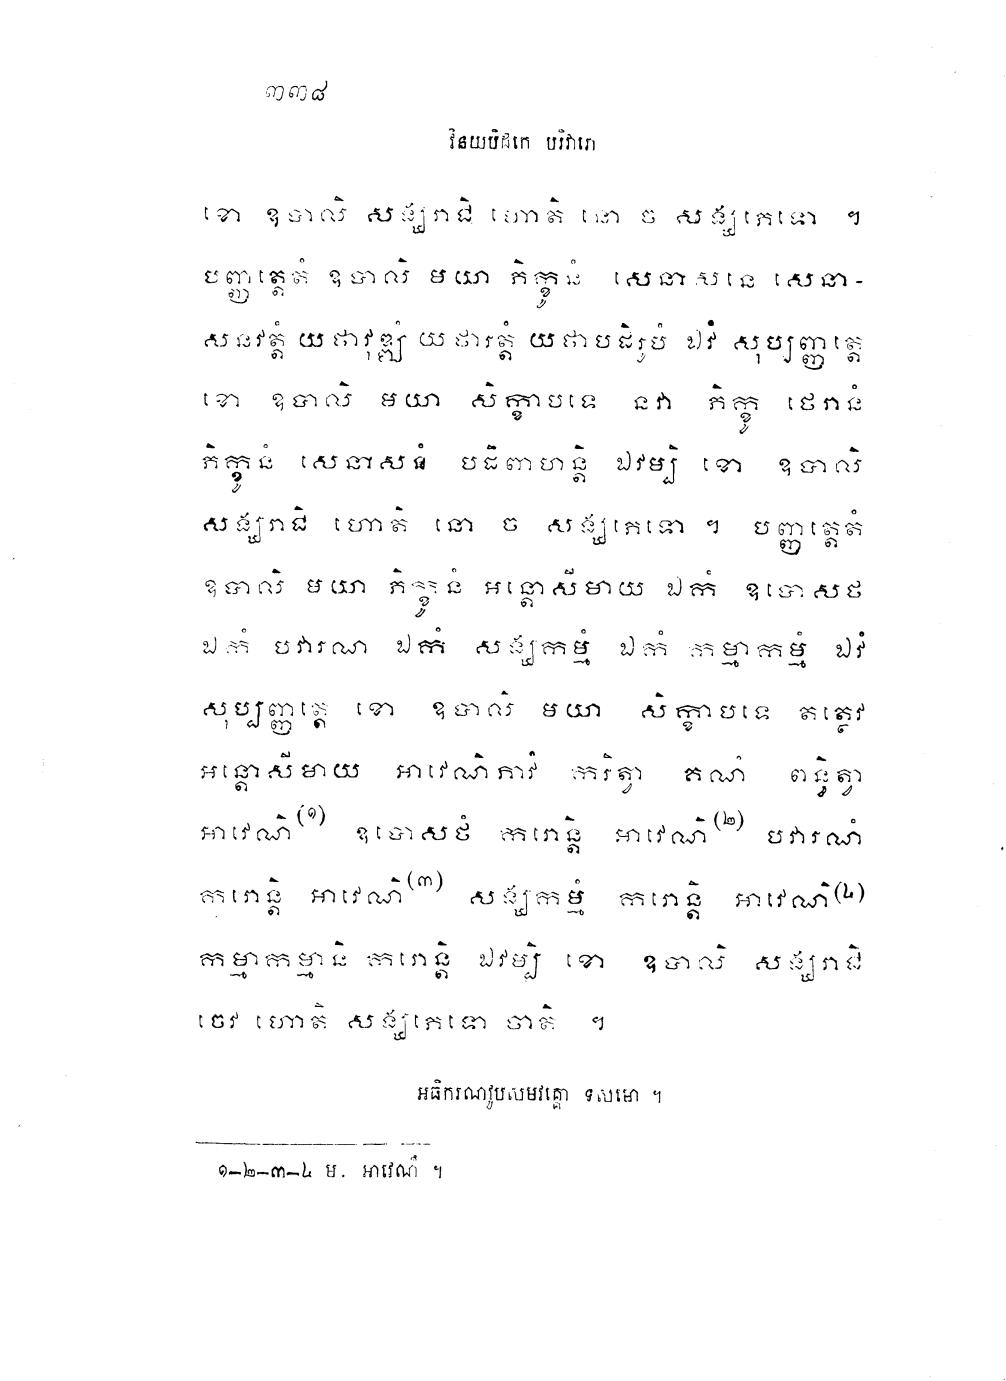 ៣៣៨
វិនយបិដកេ បរិវារោ
ខោ ឧបាលិ សង្ឃរាជិ ហោតិ នោ ច សង្ឃភេទោ ។
បញ្ញត្តេតំ ឧបាលិ មយា ភិក្ខូនំ សេនាសនេ សេនា-
សនវត្តំ យថាវុឌ្ឍំ យថារត្តំ យថាបដិរូបំ ឯវំ សុប្បញ្ញត្តេ
ខោ ឧបាលិ មយា សិក្ខាបទេ នវា ភិក្ខូ ថេរានំ
ភិក្ខូនំ សេនាសនំ បដិពាហន្តិ ឯវម្បិ ខោ ឧបាលិ
សង្ឃរាជិ ហោតិ នោ ច សង្ឃភេទោ ។ បញ្ញត្តេតំ
ឧបាលិ មយា ភិក្ខូនំ អន្តោសីមាយ ឯកំ ឧបោសថំ
ឯកំ បវារណំ ឯកំ សង្ឃកម្មំ ឯកំ កម្មាកម្មំ ឯវំ
សុប្បញ្ញត្តេ ខោ ឧបាលិ មយា សិក្ខាបទេ តត្ថេវ
អន្តោសីមាយ អាវេណិភាវំ ករិត្វា គណំ ពន្ធិត្វា
អាវេណិ(១) ឧបោសថំ ករោន្តិ អាវេណិ(២) បវារណំ
ករោន្តិ អាវេណិ(៣) សង្ឃកម្មំ ករោន្តិ អាវេណិ(៤)
កម្មាកម្មានិ ករោន្តិ ឯវម្បិ ខោ ឧបាលិ សង្ឃរាជិ
ចេវ ហោតិ សង្ឃភេទោ ចាតិ ។
អធិករណវូបសមវគ្គោ ទសមោ ។
១-២-៣-៤ ម. អាវេណឹ ។